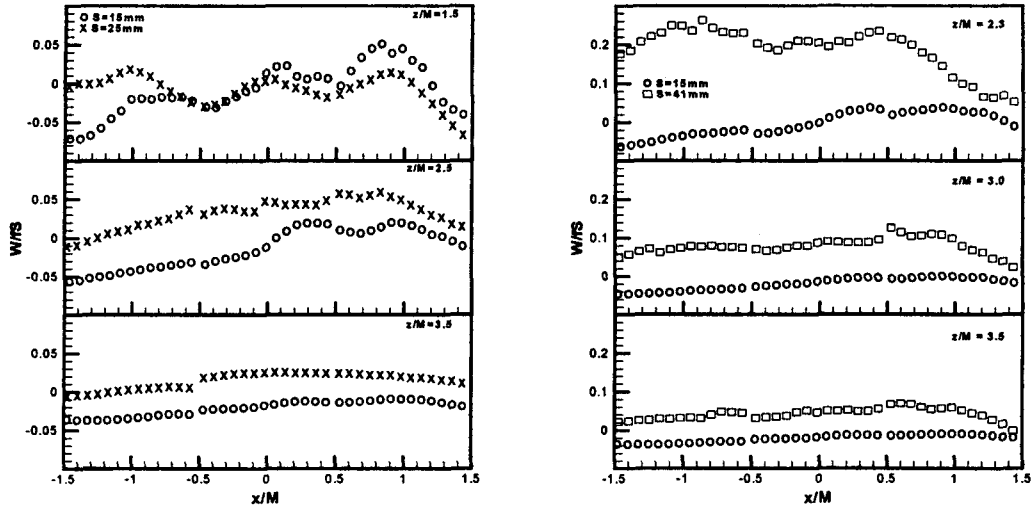 O S=15mm
X S=25mm
z/M=1.5
0.05
0
-0.05
z/M=2.5
0.05
0
-0.05
z/M=3.5
0.05
0
-0.05
W/fS
-1.5 -1 -0.5 0 0.5 1 1.5
x/M
z/M = 2.3
0.2
0.1
0
O S=15mm
□ S=41mm
z/M = 3.0
0.2
0.1
0
z/M = 3.5
0.2
0.1
0
W/fS
-1.5 -1 -0.5 0 0.5 1 1.5
x/M